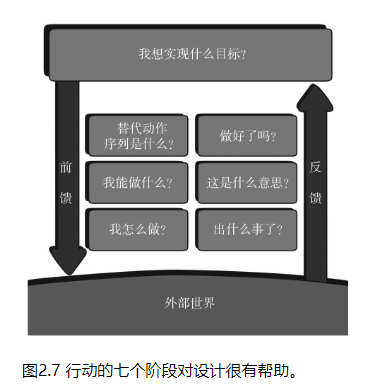 我想实现什么目标?
替代动作
序列是什么?
做好了吗?
前馈
我能做什么?
这是什么意思?
反馈
我怎么做?
出什么事了?
外部世界
图2.7 行动的七个阶段对设计很有帮助。